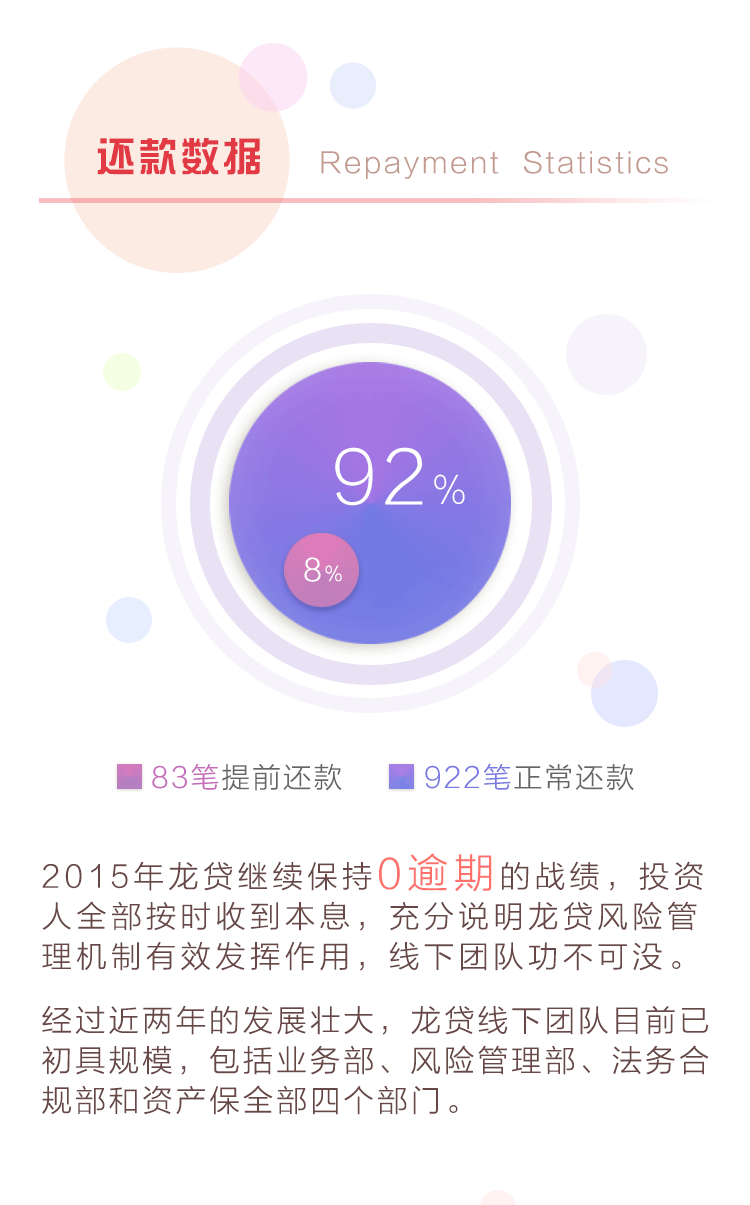 还款数据 Repayment Statistics
92%
8%
83笔提前还款 922笔正常还款
2015年龙贷继续保持0逾期的战绩，投资
人全部按时收到本息，充分说明龙贷风险管
理机制有效发挥作用，线下团队功不可没。
经过近两年的发展壮大，龙贷线下团队目前已
初具规模，包括业务部、风险管理部、法务合
规部和资产保全部四个部门。